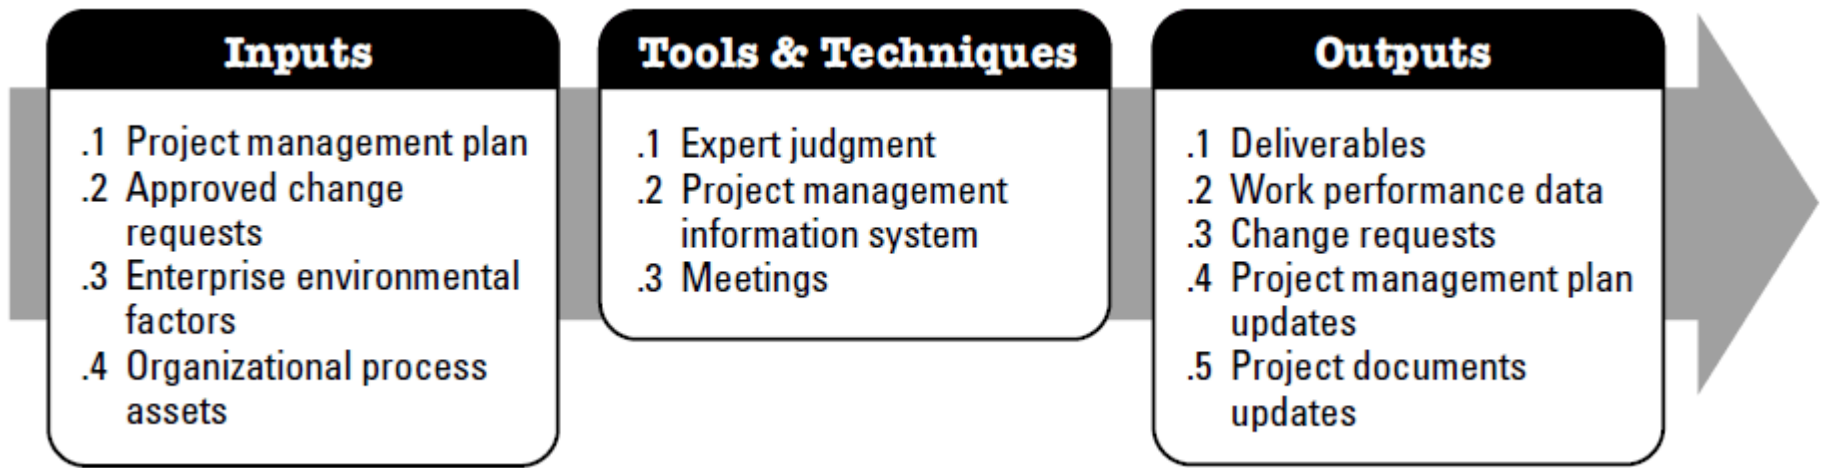 Inputs
.1 Project management plan
.2 Approved change
requests
.3 Enterprise environmental
factors
.4 Organizational process
assets
Tools & Techniques
.1 Expert judgment
.2 Project management
information system
.3 Meetings
Outputs
.1 Deliverables
.2 Work performance data
.3 Change requests
.4 Project management plan
updates
.5 Project documents
updates